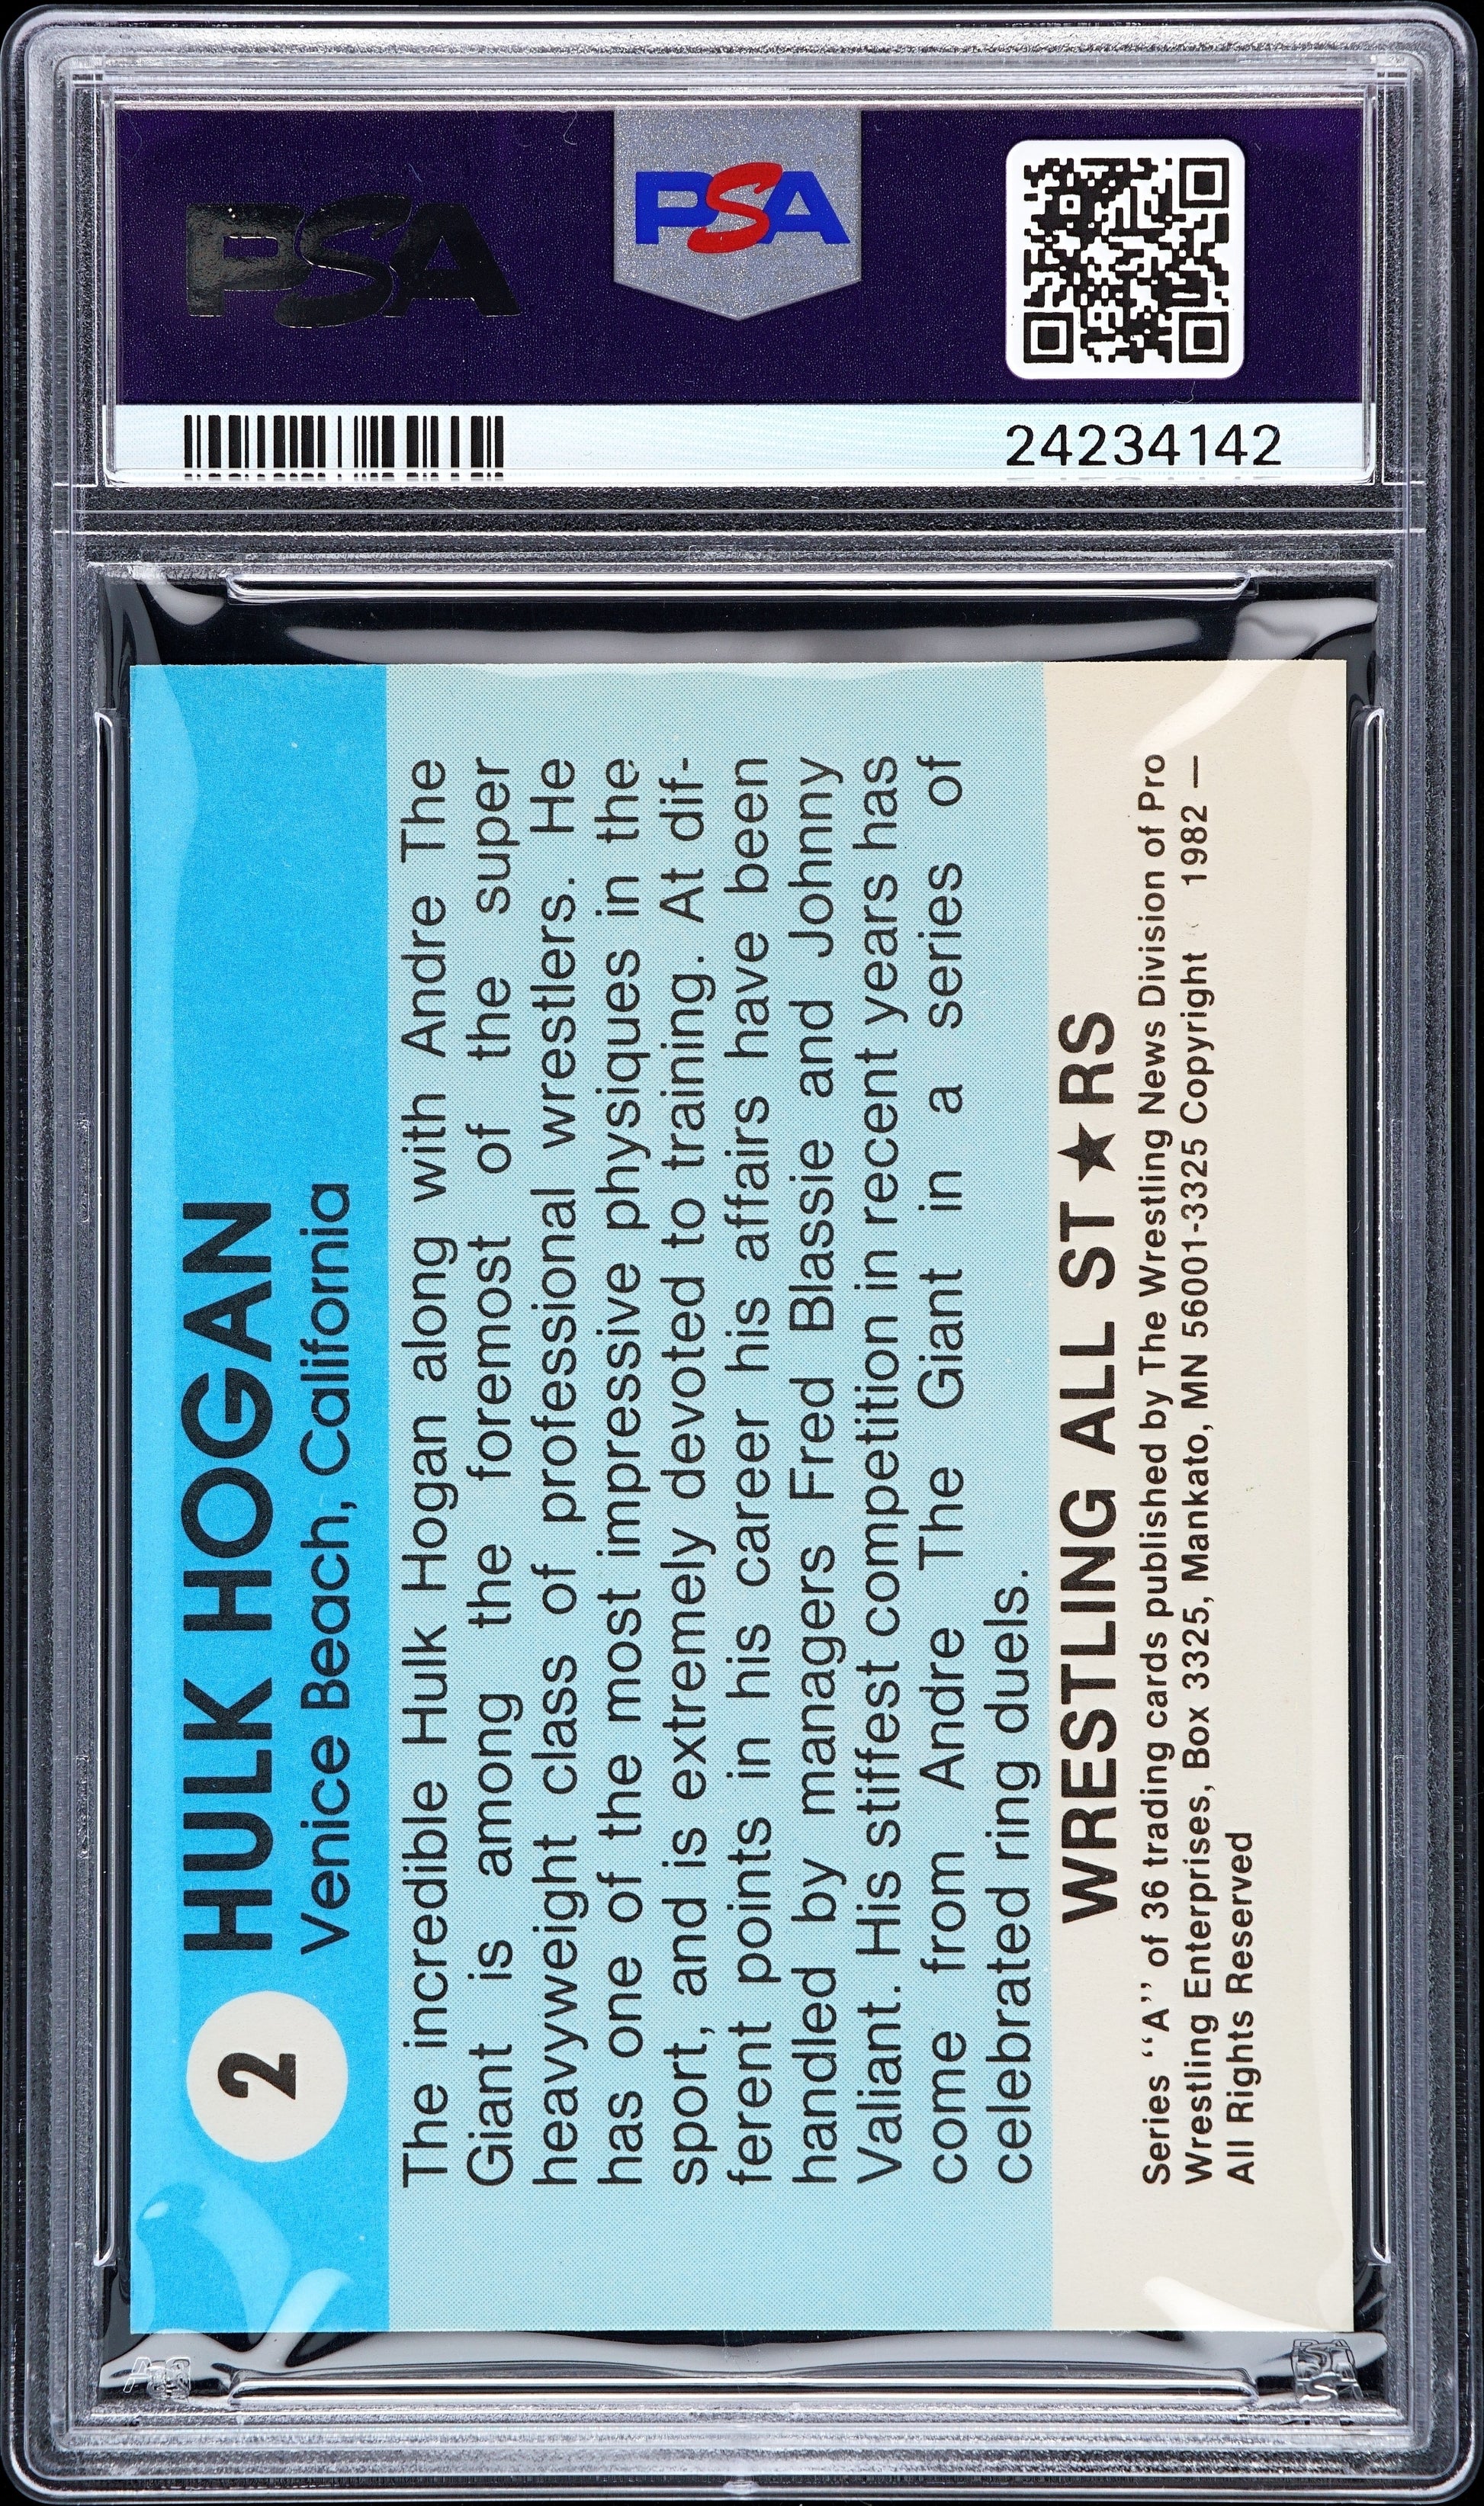 PSA
PSA
24234142
2
HULK HOGAN
Venice Beach, California
The incredible Hulk Hogan along with Andre The
Giant is among the foremost of the super
heavyweight class of professional wrestlers. He
has one of the most impressive physiques in the
sport, and is extremely devoted to training. At dif-
ferent points in his career his affairs have been
handled by managers Fred Blassie and Johnny
Valiant. His stiffest competition in recent years has
come from Andre The Giant in a series of
celebrated ring duels.
WRESTLING ALL ST★RS
Series ‘‘A’’ of 36 trading cards published by The Wrestling News Division of Pro
Wrestling Enterprises, Box 3325, Mankato, MN 56001-3325 Copyright 1982 —
All Rights Reserved
PSA
PSA